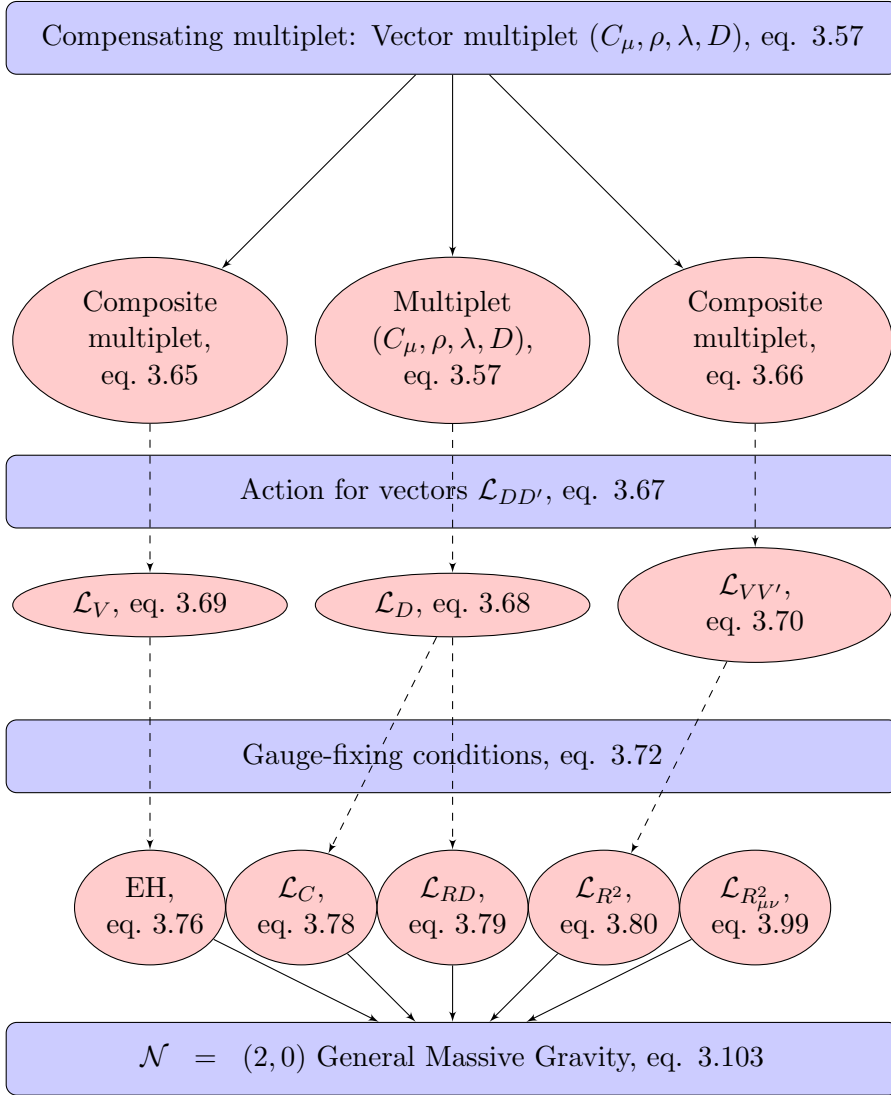 Compensating multiplet: Vector multiplet (C_μ, ρ, λ, D), eq. 3.57
Composite
multiplet,
eq. 3.65
Multiplet
(C_μ, ρ, λ, D),
eq. 3.57
Composite
multiplet,
eq. 3.66
Action for vectors ℒ_{DD′}, eq. 3.67
ℒ_V, eq. 3.69
ℒ_D, eq. 3.68
ℒ_{VV′},
eq. 3.70
Gauge-fixing conditions, eq. 3.72
EH,
eq. 3.76
ℒ_C,
eq. 3.78
ℒ_{RD},
eq. 3.79
ℒ_{R²},
eq. 3.80
ℒ_{R²_{μν}},
eq. 3.99
𝒩 = (2, 0) General Massive Gravity, eq. 3.103